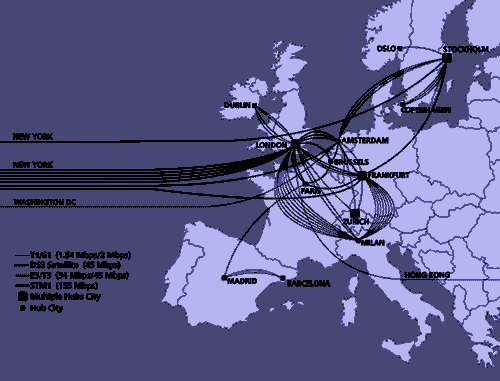 OSLO
STOCKHOLM
DUBLIN
COPENHAGEN
NEW YORK
LONDON
AMSTERDAM
BRUSSELS
NEW YORK
FRANKFURT
PARIS
WASHINGTON DC
ZURICH
MILAN
T1/E1 (1.54 Mbps/2 Mbps)
DS3 Satellite (45 Mbps)
E3/T3 (34 Mbps/45 Mbps)
STM1 (155 Mbps)
Multiple Hubs City
Hub City
HONG KONG
MADRID
BARCELONA